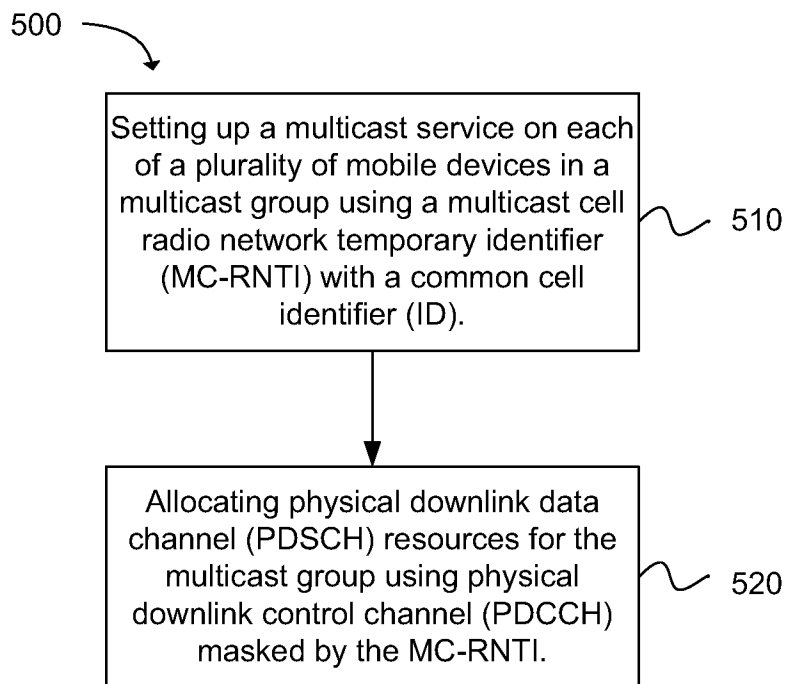 500
Setting up a multicast service on each
of a plurality of mobile devices in a
multicast group using a multicast cell
radio network temporary identifier
(MC-RNTI) with a common cell
identifier (ID).
510
Allocating physical downlink data
channel (PDSCH) resources for the
multicast group using physical
downlink control channel (PDCCH)
masked by the MC-RNTI.
520